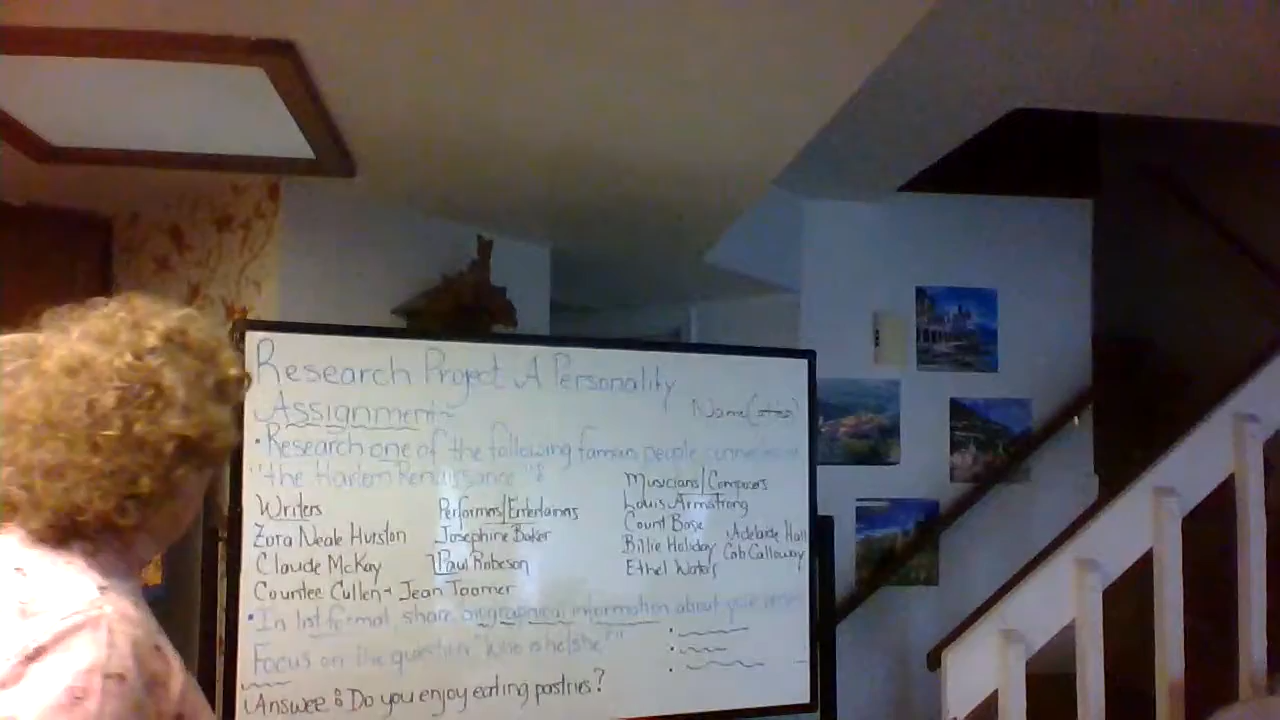 Research Project A Personality
Assignment
Name
• Research one of the following famous people
"the Harlem Renaissance":
Writers
Zora Neale Hurston
Claude McKay
Countee Cullen + Jean Toomer
Performers/Entertainers
Josephine Baker
Paul Robeson
Musicians/Composers
Louis Armstrong
Count Base
Billie Holiday
Ethel Waters
Adelaide Hall
Cab Calloway
• In list format share biographical information about your
Focus on the question "who is he/she"
Answee: Do you enjoy eating pastries?